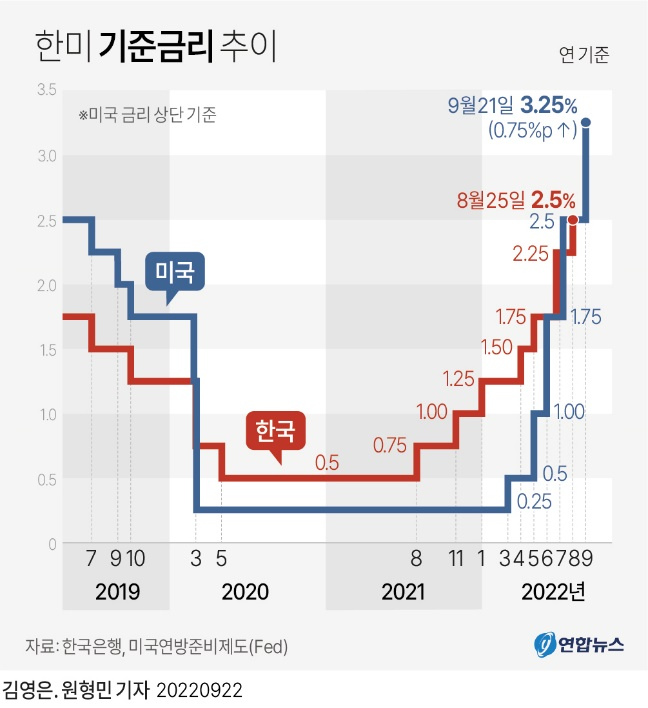 한미 기준금리 추이
연 기준
※미국 금리 상단 기준
3.5
3.0
2.5
2.0
1.5
1.0
0.5
0
9월21일 3.25%
(0.75%p ↑)
8월25일 2.5%
2.5
2.25
1.75
1.75
1.50
1.25
1.00
1.00
0.75
0.5
0.5
0.25
미국
한국
7 9 10 3 5 8 11 1 3 4 5 6 7 8 9
2019 2020 2021 2022년
자료: 한국은행, 미국연방준비제도(Fed)
연합뉴스
김영은. 원형민 기자 20220922